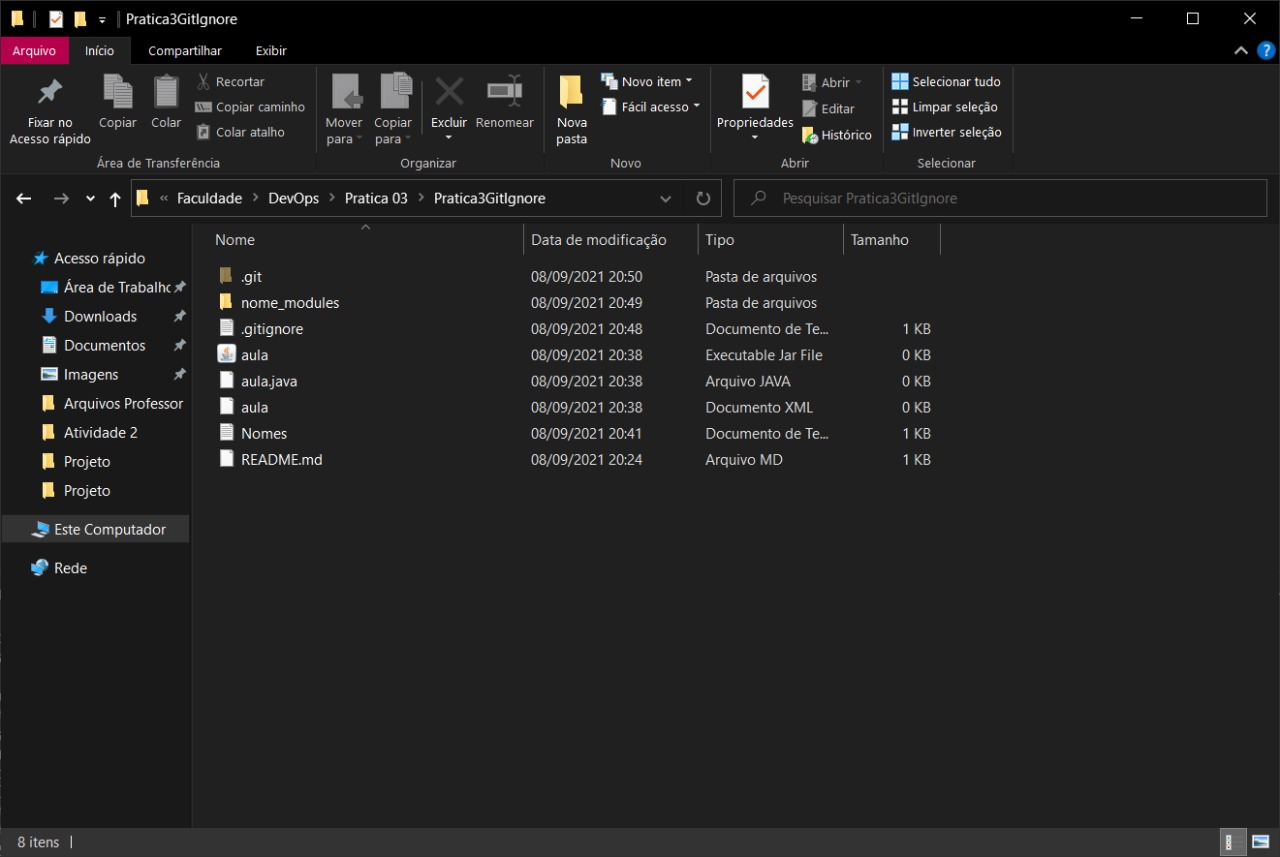 Pratica3GitIgnore
Arquivo Início Compartilhar Exibir
Fixar no Acesso rápido
Copiar
Colar
Recortar
Copiar caminho
Colar atalho
Área de Transferência
Mover para
Copiar para
Excluir
Renomear
Organizar
Nova pasta
Novo item
Fácil acesso
Novo
Propriedades
Abrir
Editar
Histórico
Abrir
Selecionar tudo
Limpar seleção
Inverter seleção
Selecionar
« Faculdade > DevOps > Pratica 03 > Pratica3GitIgnore
Pesquisar Pratica3GitIgnore
Acesso rápido
Área de Trabalho
Downloads
Documentos
Imagens
Arquivos Professor
Atividade 2
Projeto
Projeto
Este Computador
Rede
Nome Data de modificação Tipo Tamanho
.git 08/09/2021 20:50 Pasta de arquivos
nome_modules 08/09/2021 20:49 Pasta de arquivos
.gitignore 08/09/2021 20:48 Documento de Te... 1 KB
aula 08/09/2021 20:38 Executable Jar File 0 KB
aula.java 08/09/2021 20:38 Arquivo JAVA 0 KB
aula 08/09/2021 20:38 Documento XML 0 KB
Nomes 08/09/2021 20:41 Documento de Te... 1 KB
README.md 08/09/2021 20:24 Arquivo MD 1 KB
8 itens